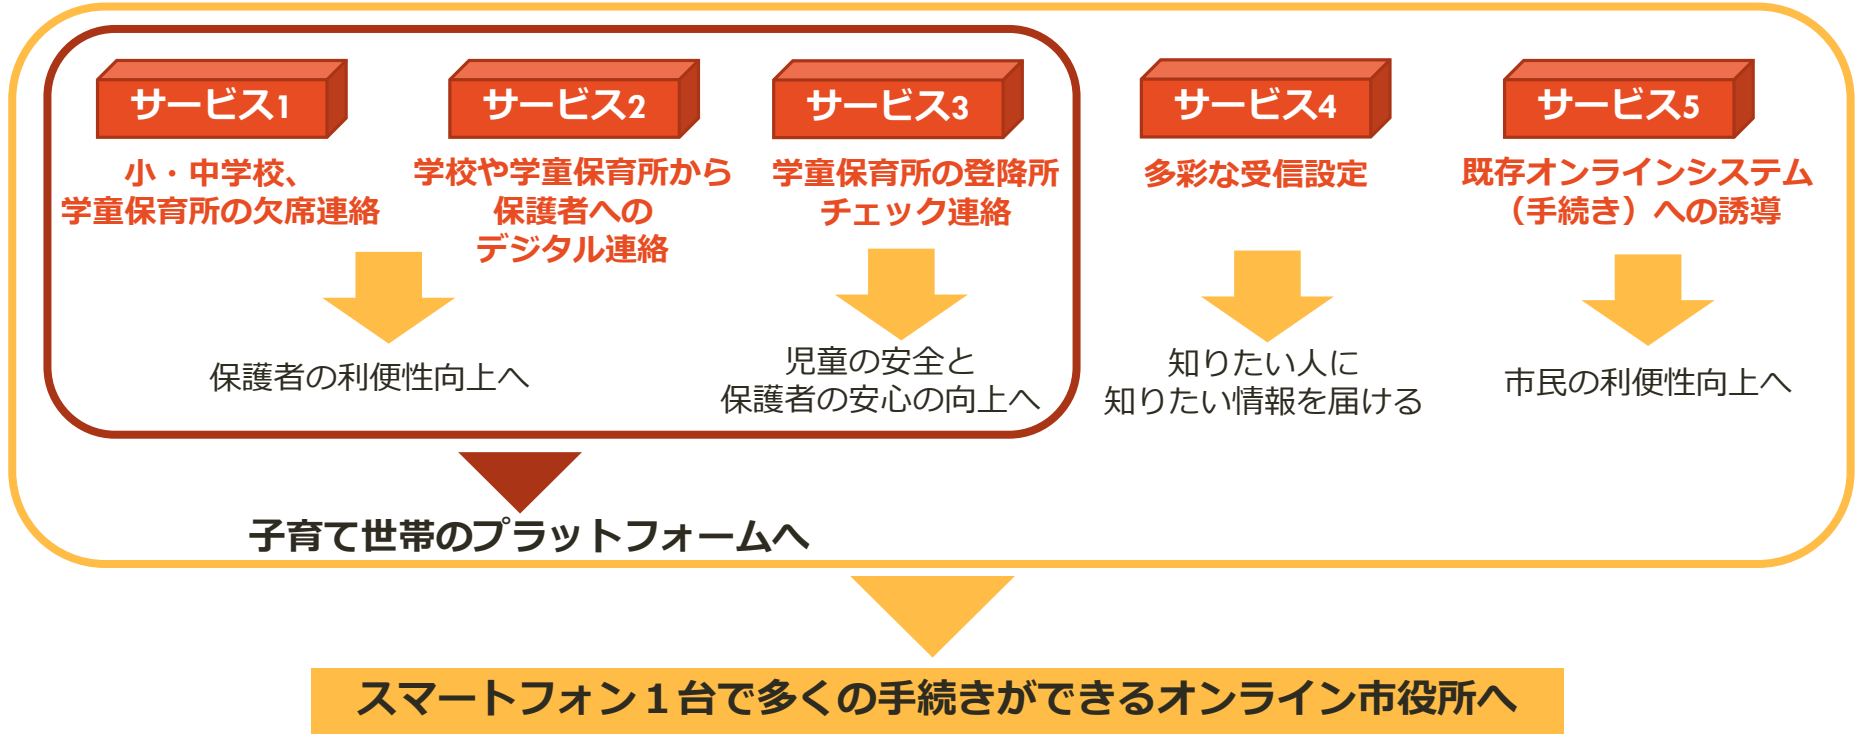 サービス1
小・中学校、
学童保育所の欠席連絡
サービス2
学校や学童保育所から
保護者への
デジタル連絡
保護者の利便性向上へ
サービス3
学童保育所の登降所
チェック連絡
児童の安全と
保護者の安心の向上へ
サービス4
多彩な受信設定
知りたい人に
知りたい情報を届ける
サービス5
既存オンラインシステム
（手続き）への誘導
市民の利便性向上へ
子育て世帯のプラットフォームへ
スマートフォン１台で多くの手続きができるオンライン市役所へ